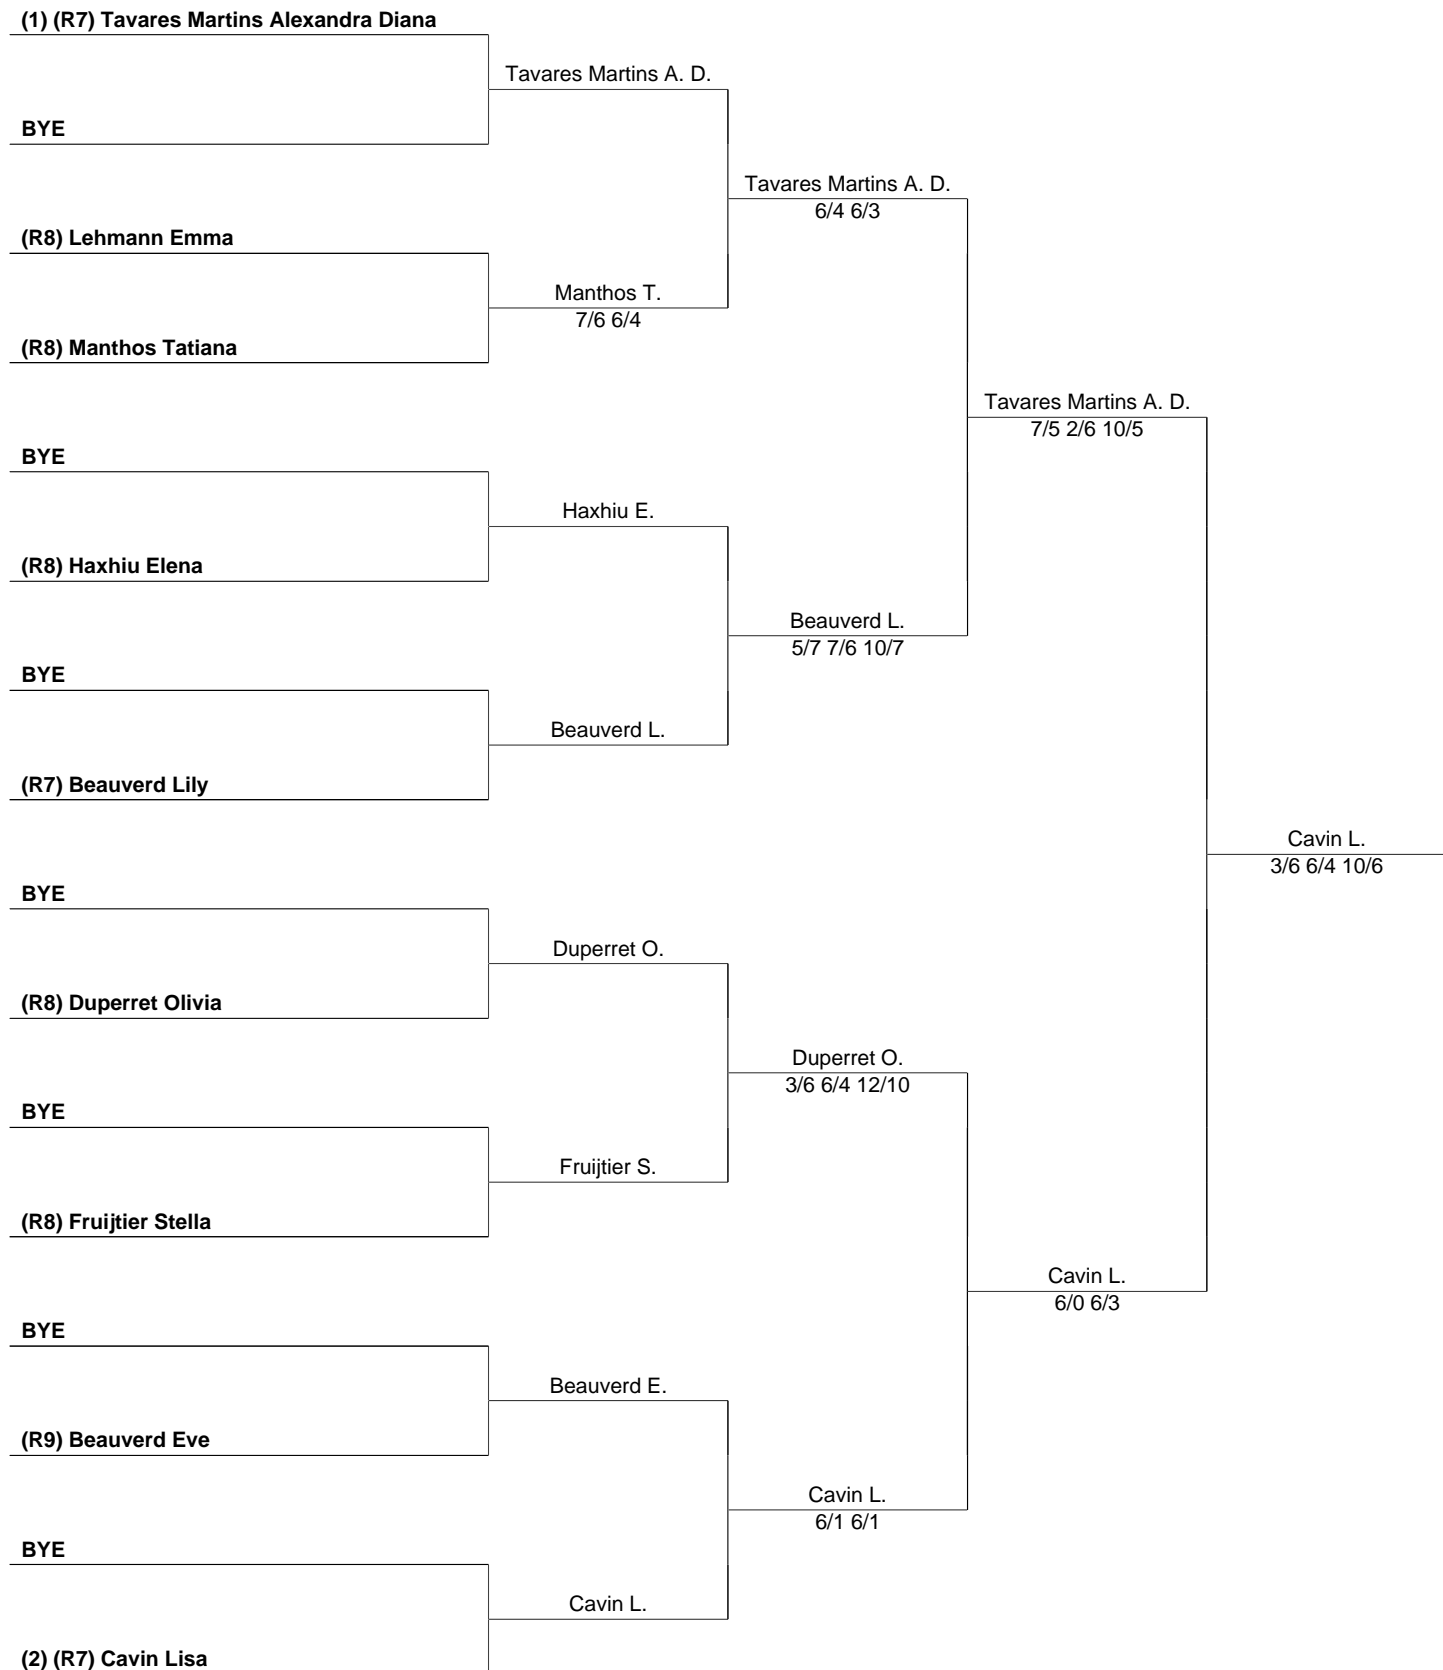 (1) (R7) Tavares Martins Alexandra Diana
Tavares Martins A. D.
BYE
Tavares Martins A. D.
6/4 6/3
(R8) Lehmann Emma
Manthos T.
7/6 6/4
(R8) Manthos Tatiana
Tavares Martins A. D.
7/5 2/6 10/5
BYE
Haxhiu E.
(R8) Haxhiu Elena
Beauverd L.
5/7 7/6 10/7
BYE
Beauverd L.
(R7) Beauverd Lily
Cavin L.
3/6 6/4 10/6
BYE
Duperret O.
(R8) Duperret Olivia
Duperret O.
3/6 6/4 12/10
BYE
Fruijtier S.
(R8) Fruijtier Stella
Cavin L.
6/0 6/3
BYE
Beauverd E.
(R9) Beauverd Eve
Cavin L.
6/1 6/1
BYE
Cavin L.
(2) (R7) Cavin Lisa